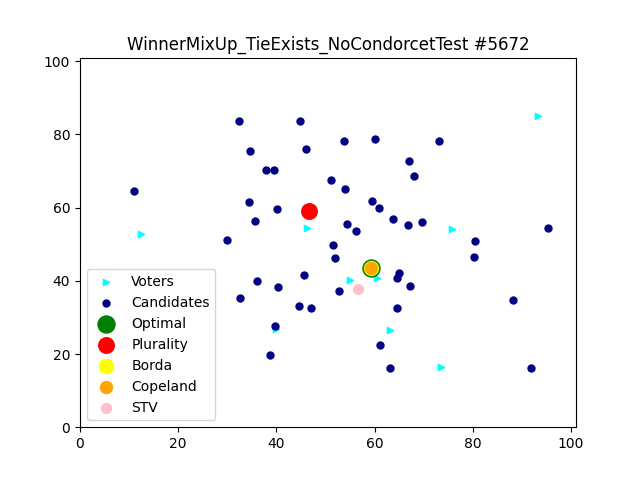 WinnerMixUp_TieExists_NoCondorcetTest #5672
100
80
60
40
20
0
Voters
Candidates
Optimal
Plurality
Borda
Copeland
STV
0 20 40 60 80 100